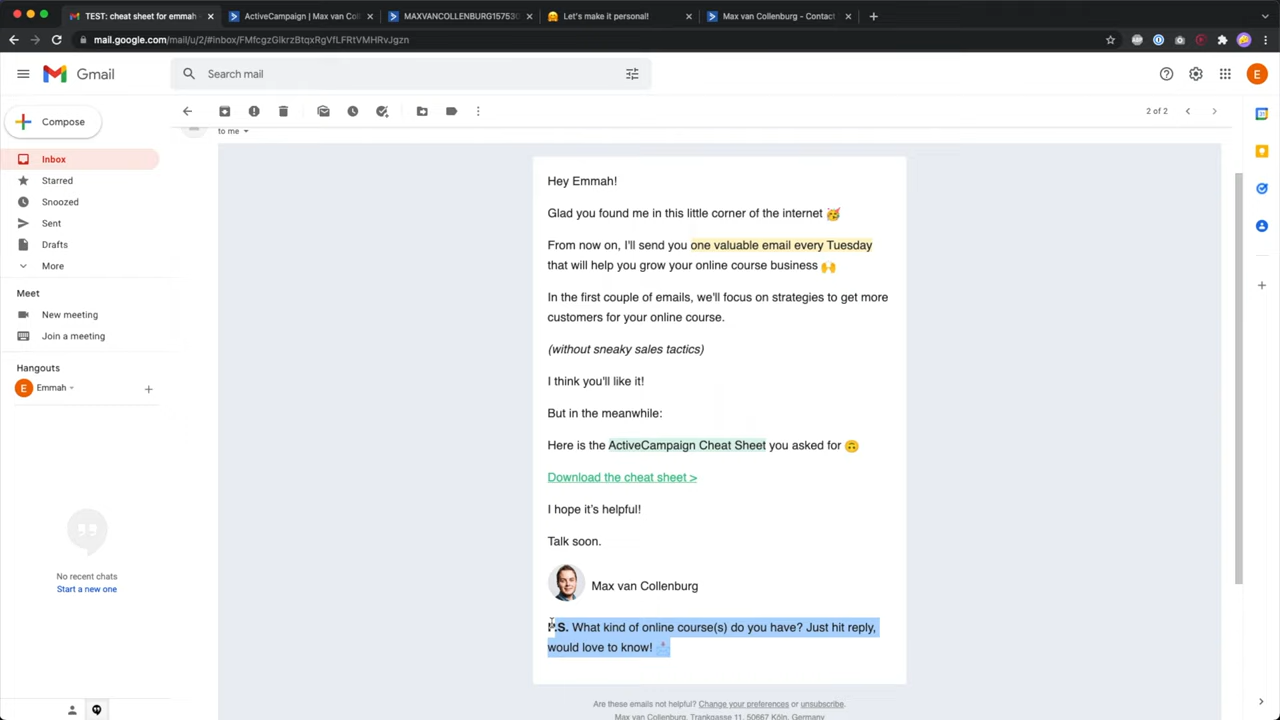 TEST: cheat sheet for emmah
ActiveCampaign | Max van Coll
MAXVANCOLLENBURG157530
Let's make it personal!
Max van Collenburg - Contact
mail.google.com/mail/u/2/#inbox/FMfcgzGlkrzBtqxRgVfLFRtVMHRvJgzn
Gmail
Search mail
E
Compose
2 of 2
to me
Inbox
Starred
Snoozed
Sent
Drafts
More
Meet
New meeting
Join a meeting
Hangouts
E Emmah
No recent chats
Start a new one
Hey Emmah!
Glad you found me in this little corner of the internet 🥳
From now on, I'll send you one valuable email every Tuesday
that will help you grow your online course business 🙌
In the first couple of emails, we'll focus on strategies to get more
customers for your online course.
(without sneaky sales tactics)
I think you'll like it!
But in the meanwhile:
Here is the ActiveCampaign Cheat Sheet you asked for 🙃
Download the cheat sheet >
I hope it's helpful!
Talk soon.
Max van Collenburg
P.S. What kind of online course(s) do you have? Just hit reply,
would love to know!
Are these emails not helpful? Change your preferences or unsubscribe.
Max van Collenburg, Trankgasse 11, 50667 Köln, Germany